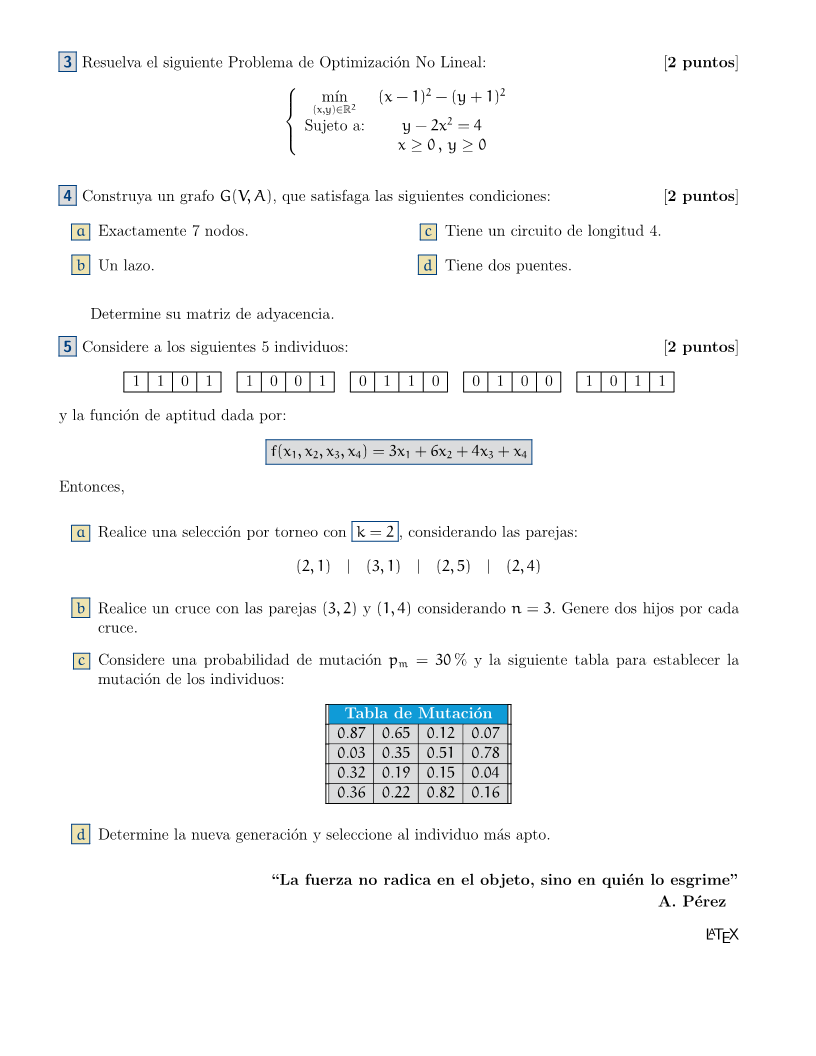 3 Resuelva el siguiente Problema de Optimización No Lineal: [2 puntos]
mín (x − 1)² − (y + 1)²
(x,y)∈ℝ²
Sujeto a: y − 2x² = 4
x ≥ 0 , y ≥ 0
4 Construya un grafo G(V, A), que satisfaga las siguientes condiciones: [2 puntos]
a Exactamente 7 nodos. c Tiene un circuito de longitud 4.
b Un lazo. d Tiene dos puentes.
Determine su matriz de adyacencia.
5 Considere a los siguientes 5 individuos: [2 puntos]
1 1 0 1 1 0 0 1 0 1 1 0 0 1 0 0 1 0 1 1
y la función de aptitud dada por:
f(x₁, x₂, x₃, x₄) = 3x₁ + 6x₂ + 4x₃ + x₄
Entonces,
a Realice una selección por torneo con k = 2 , considerando las parejas:
(2, 1) | (3, 1) | (2, 5) | (2, 4)
b Realice un cruce con las parejas (3, 2) y (1, 4) considerando n = 3. Genere dos hijos por cada
cruce.
c Considere una probabilidad de mutación pₘ = 30 % y la siguiente tabla para establecer la
mutación de los individuos:
Tabla de Mutación
0.87 0.65 0.12 0.07
0.03 0.35 0.51 0.78
0.32 0.19 0.15 0.04
0.36 0.22 0.82 0.16
d Determine la nueva generación y seleccione al individuo más apto.
“La fuerza no radica en el objeto, sino en quién lo esgrime”
A. Pérez
LATEX